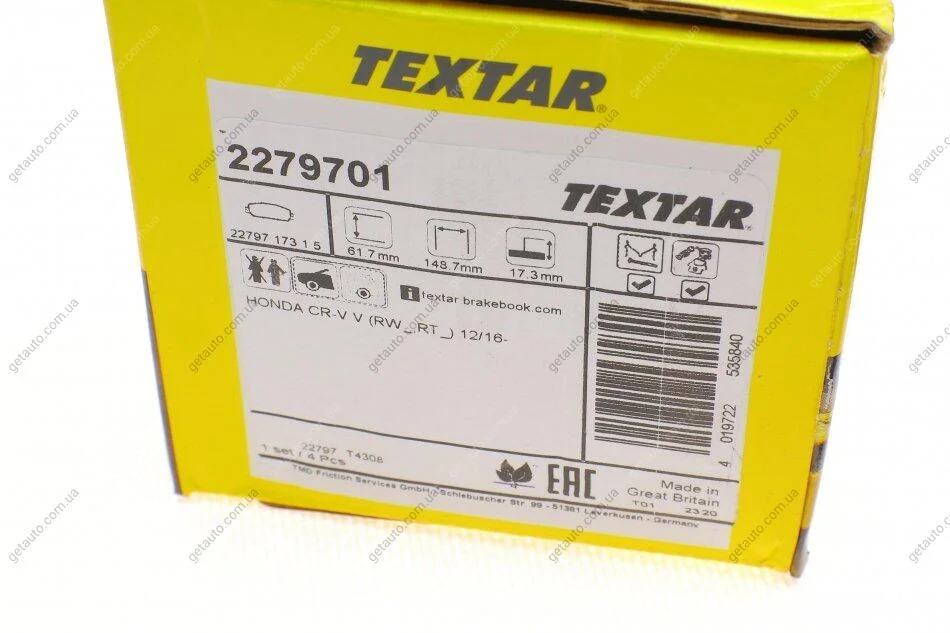 TEXTAR
2279701
TEXTAR
22797 173 1 5
61.7mm
148.7mm
17.3mm
i textar brakebook.com
HONDA CR-V V (RW_, RT_) 12/16-
4 019722 535840
22797 T4308
1 set / 4 Pcs
EAC
Made in
Great Britain
T01 23 20
TMD Friction Services GmbH - Schlebuscher Str. 99 - 51381 Leverkusen - Germany
getauto.com.ua